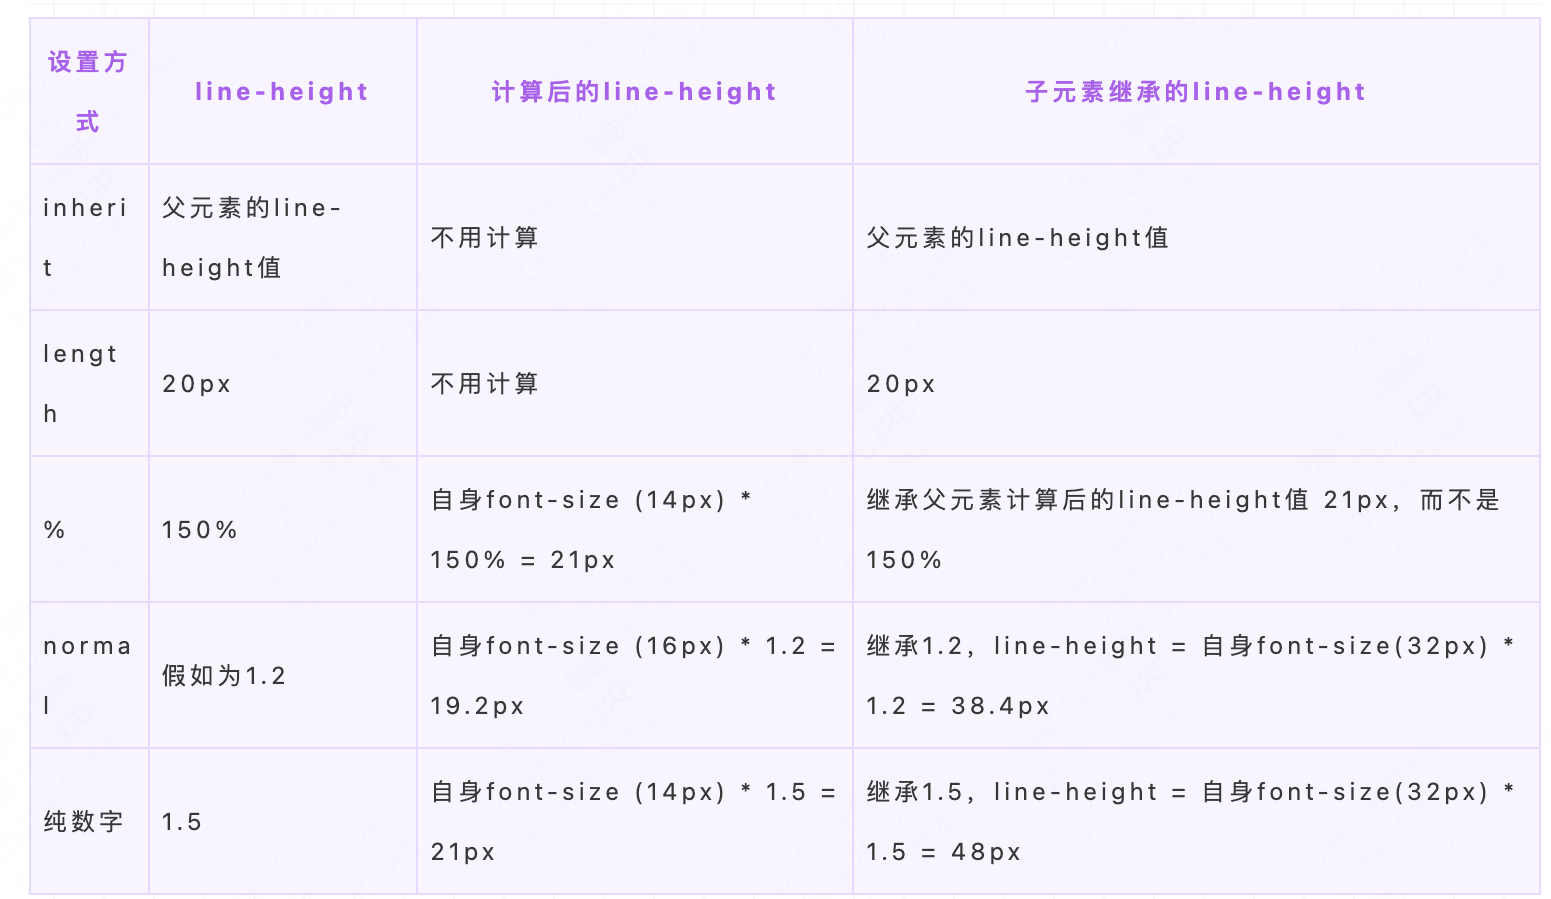 设置方
式
line-height
计算后的line-height
子元素继承的line-height
inheri
t
父元素的line-
height值
不用计算
父元素的line-height值
lengt
h
20px
不用计算
20px
%
150%
自身font-size (14px) *
150% = 21px
继承父元素计算后的line-height值 21px，而不是
150%
norma
l
假如为1.2
自身font-size (16px) * 1.2 =
19.2px
继承1.2，line-height = 自身font-size(32px) *
1.2 = 38.4px
纯数字
1.5
自身font-size (14px) * 1.5 =
21px
继承1.5，line-height = 自身font-size(32px) *
1.5 = 48px